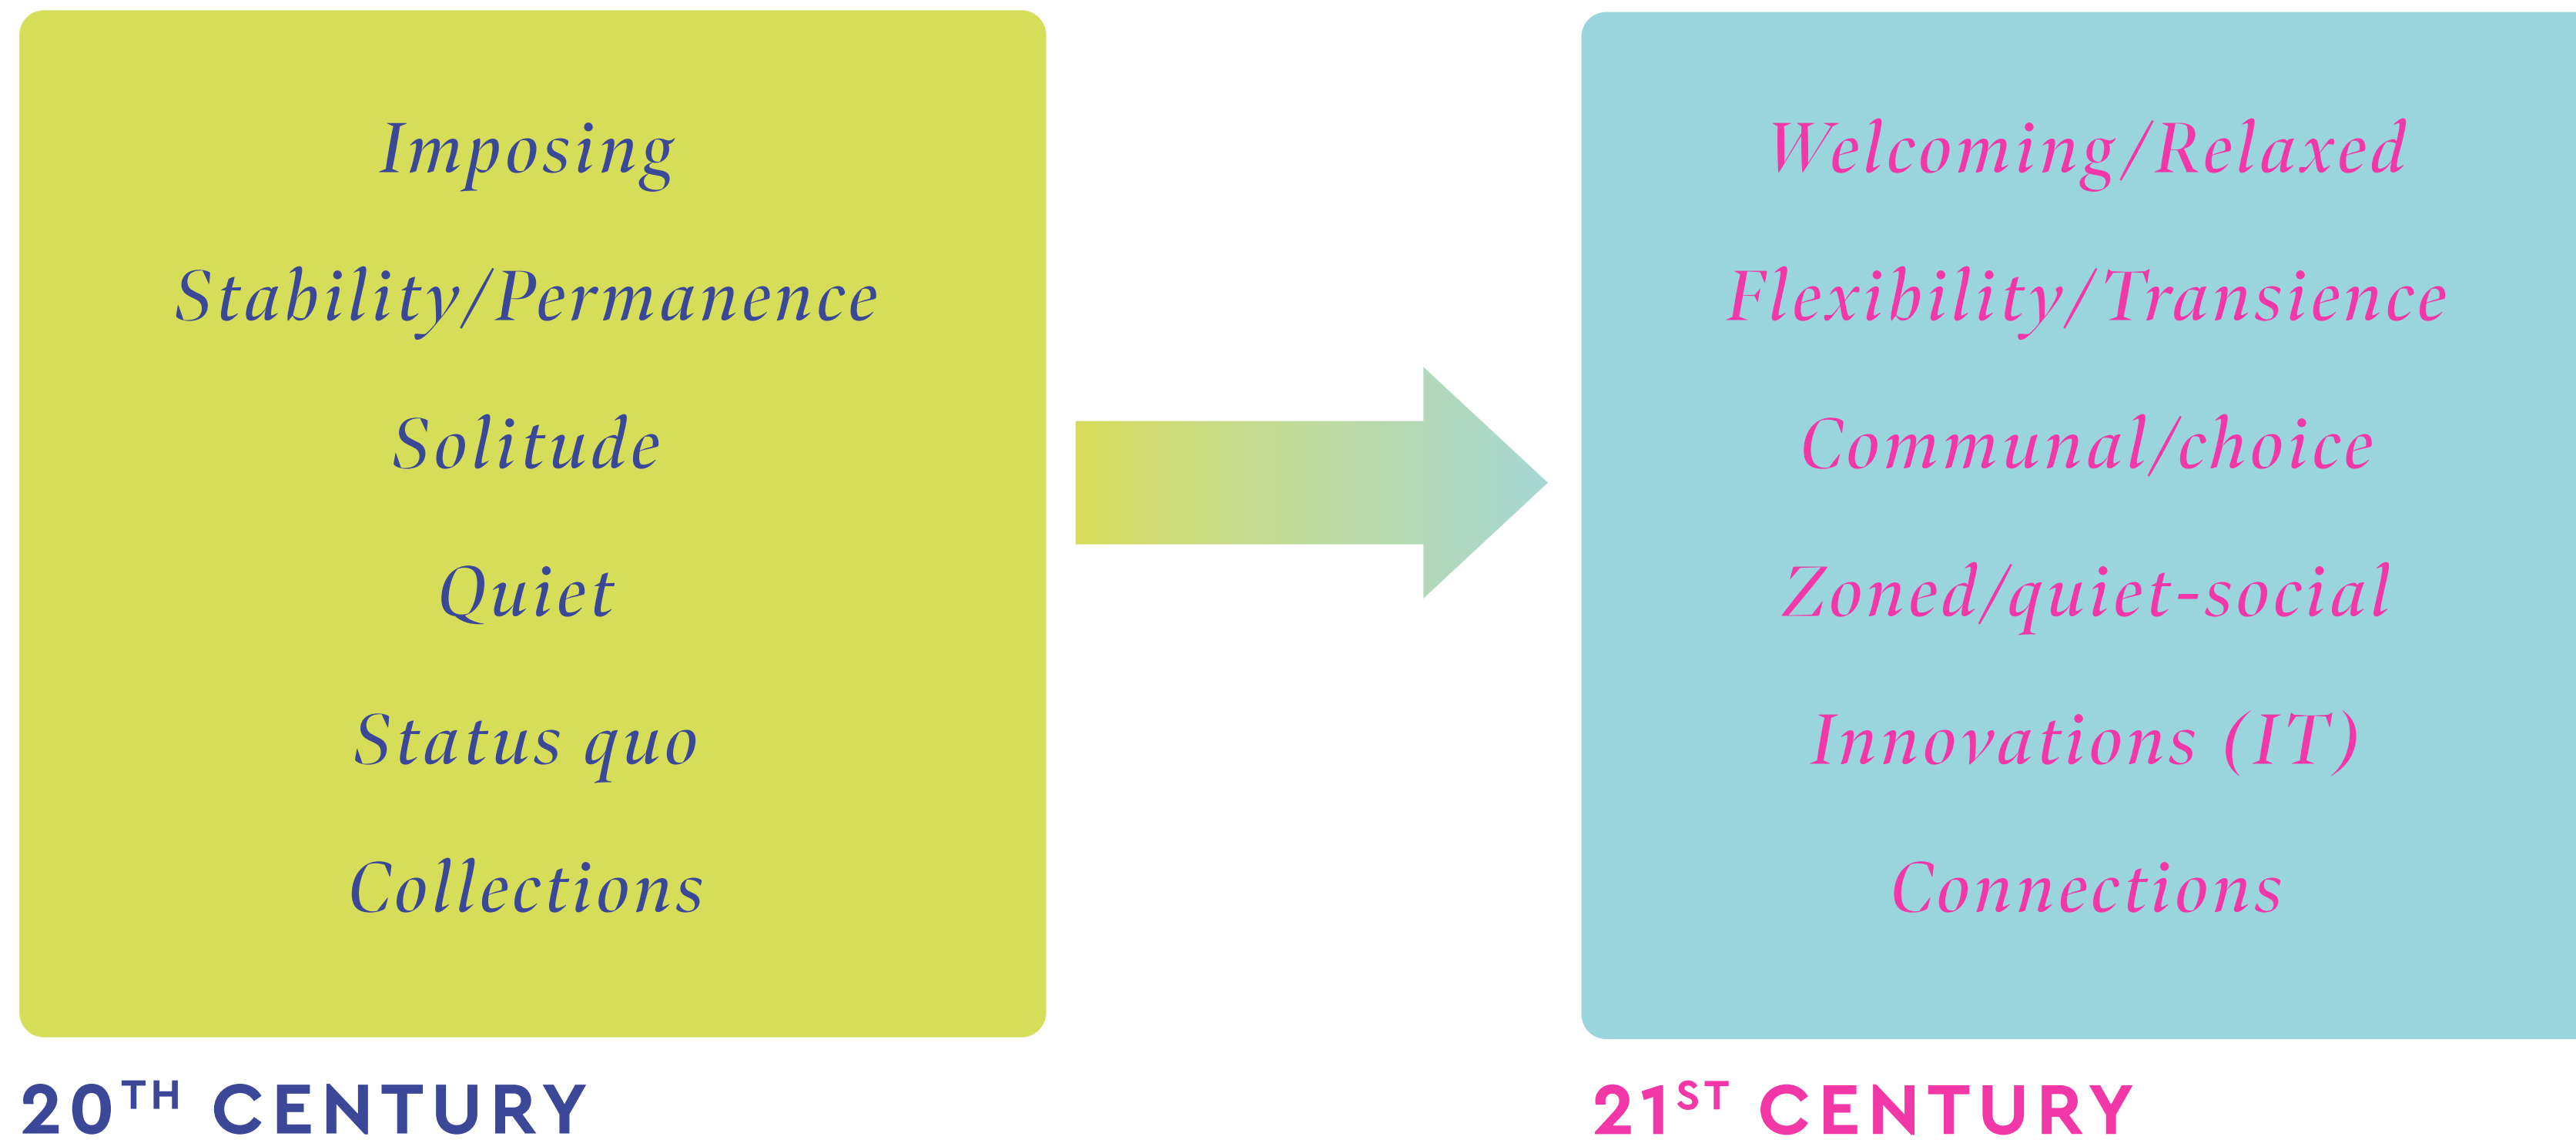 Imposing
Stability/Permanence
Solitude
Quiet
Status quo
Collections
20TH CENTURY
Welcoming/Relaxed
Flexibility/Transience
Communal/choice
Zoned/quiet-social
Innovations (IT)
Connections
21ST CENTURY